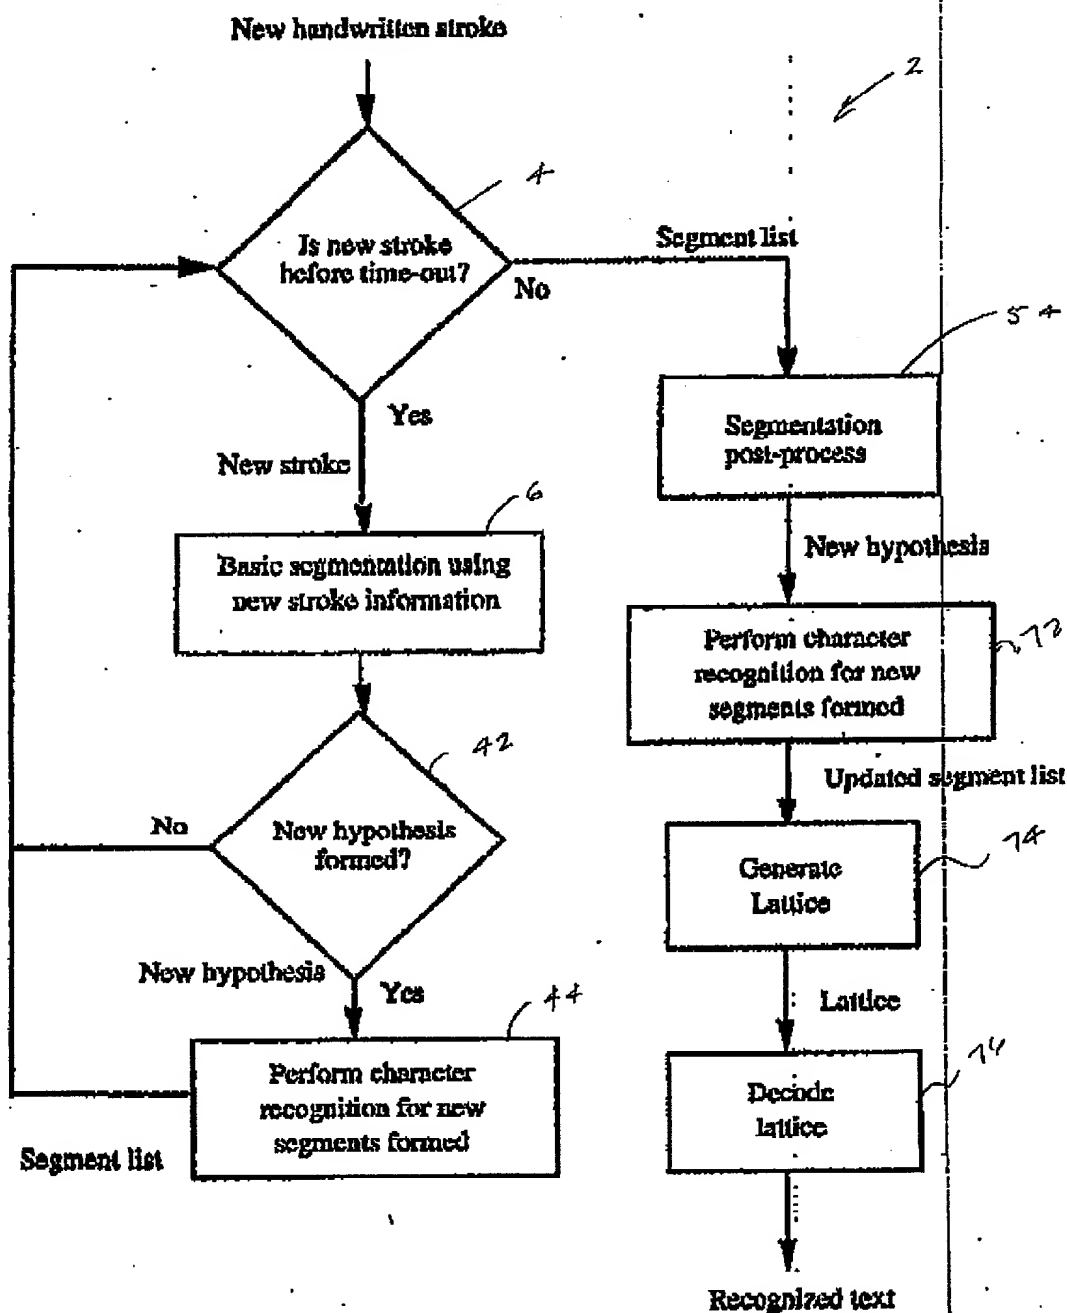 New handwritten stroke
2
4
Is new stroke
before time-out?
Segment list
No
54
Yes
Segmentation
post-process
New stroke
6
New hypothesis
Basic segmentation using
new stroke information
Perform character
recognition for new
segments formed
42
Updated segment list
No
New hypothesis
formed?
74
Generate
Lattice
New hypothesis
Yes
44
Lattice
Perform character
recognition for new
segments formed
Decode
lattice
Segment list
Recognized text